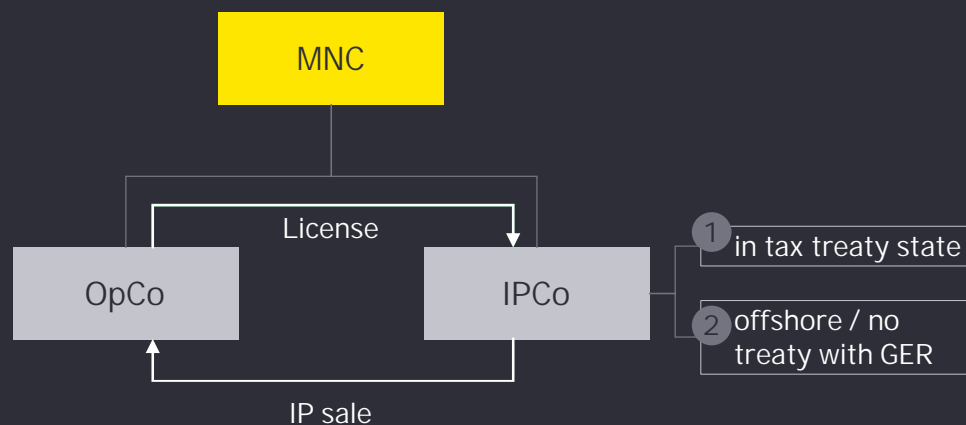 MNC
License
OpCo
IPCo
1
in tax treaty state
2
offshore / no
treaty with GER
IP sale